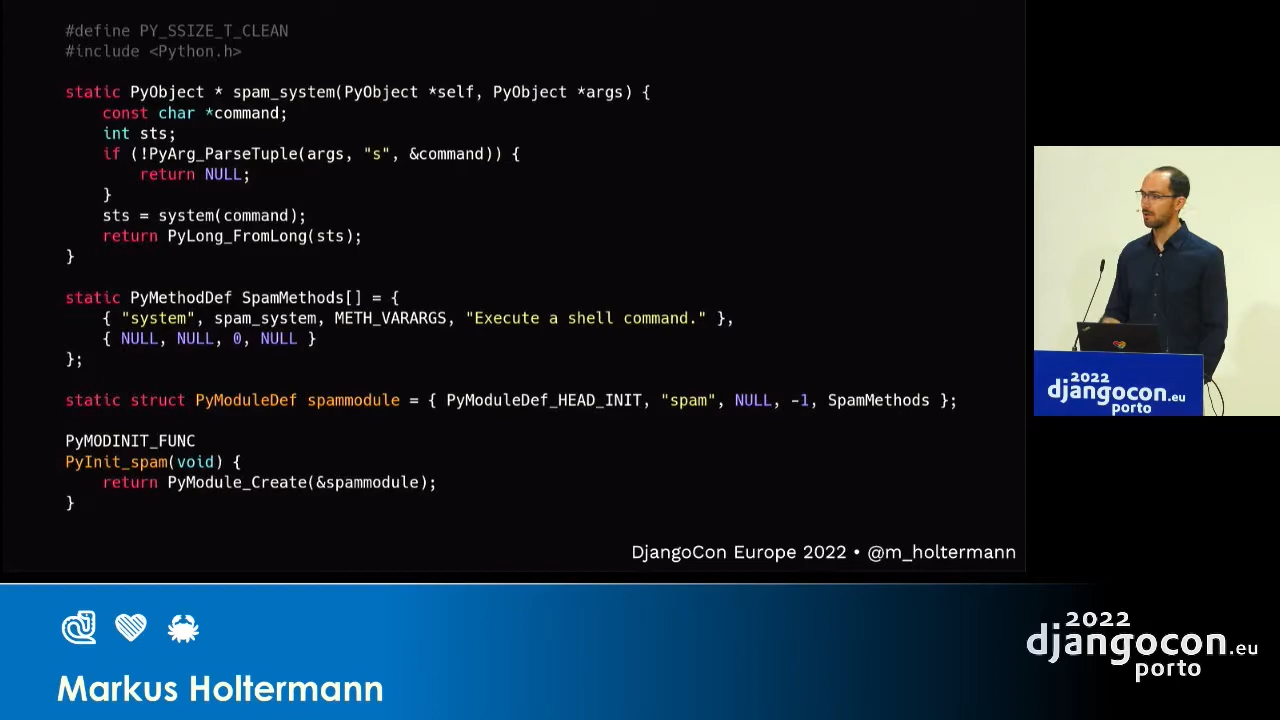 #define PY_SSIZE_T_CLEAN
#include <Python.h>
static PyObject * spam_system(PyObject *self, PyObject *args) {
    const char *command;
    int sts;
    if (!PyArg_ParseTuple(args, "s", &command)) {
        return NULL;
    }
    sts = system(command);
    return PyLong_FromLong(sts);
}
static PyMethodDef SpamMethods[] = {
    { "system", spam_system, METH_VARARGS, "Execute a shell command." },
    { NULL, NULL, 0, NULL }
};
static struct PyModuleDef spammodule = { PyModuleDef_HEAD_INIT, "spam", NULL, -1, SpamMethods };
PyMODINIT_FUNC
PyInit_spam(void) {
    return PyModule_Create(&spammodule);
}
DjangoCon Europe 2022 • @m_holtermann
2022
djangocon.eu
porto
Markus Holtermann
2022
djangocon.eu
porto